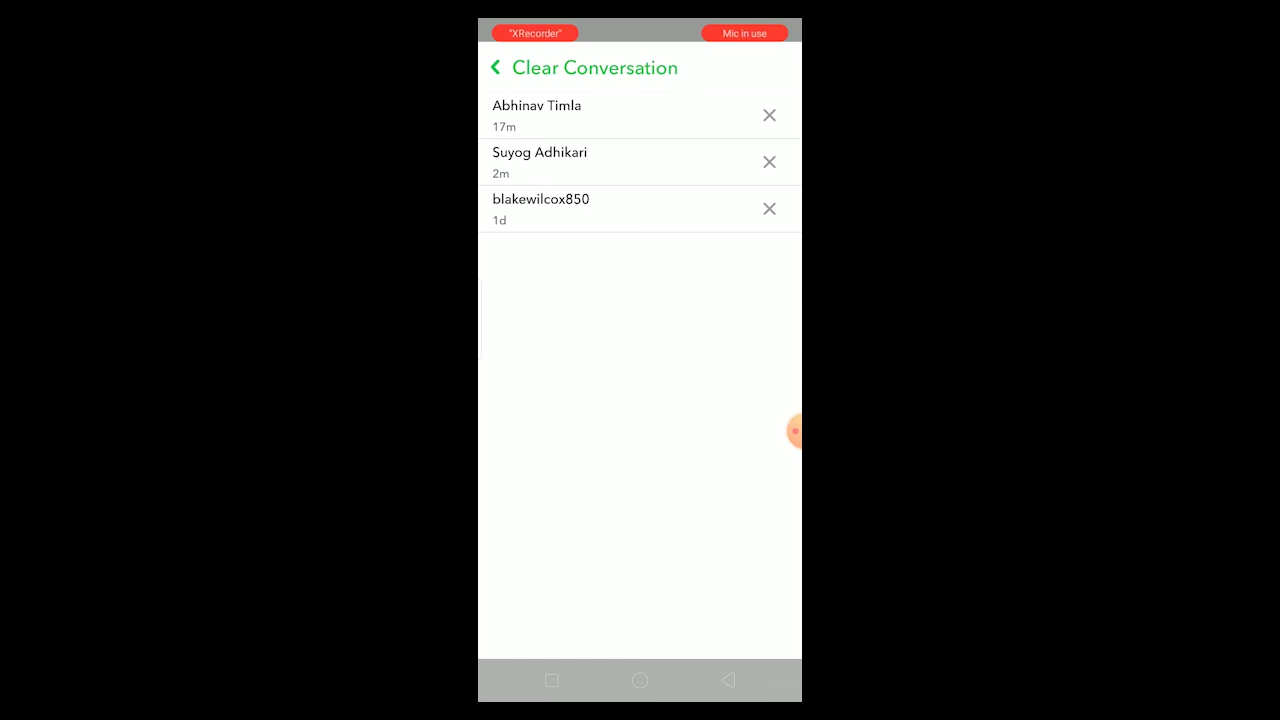 "XRecorder"
Mic in use
Clear Conversation
Abhinav Timla
17m
Suyog Adhikari
2m
blakewilcox850
1d